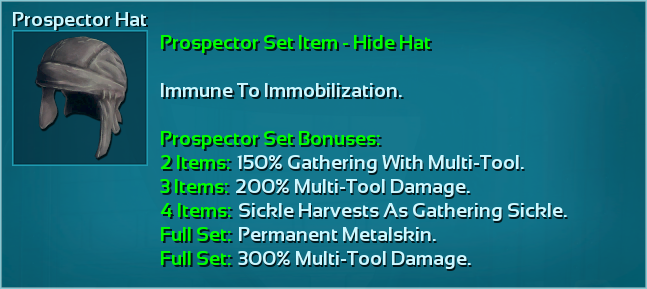 Prospector Hat
Prospector Set Item - Hide Hat
Immune To Immobilization.
Prospector Set Bonuses:
2 Items: 150% Gathering With Multi-Tool.
3 Items: 200% Multi-Tool Damage.
4 Items: Sickle Harvests As Gathering Sickle.
Full Set: Permanent Metalskin.
Full Set: 300% Multi-Tool Damage.